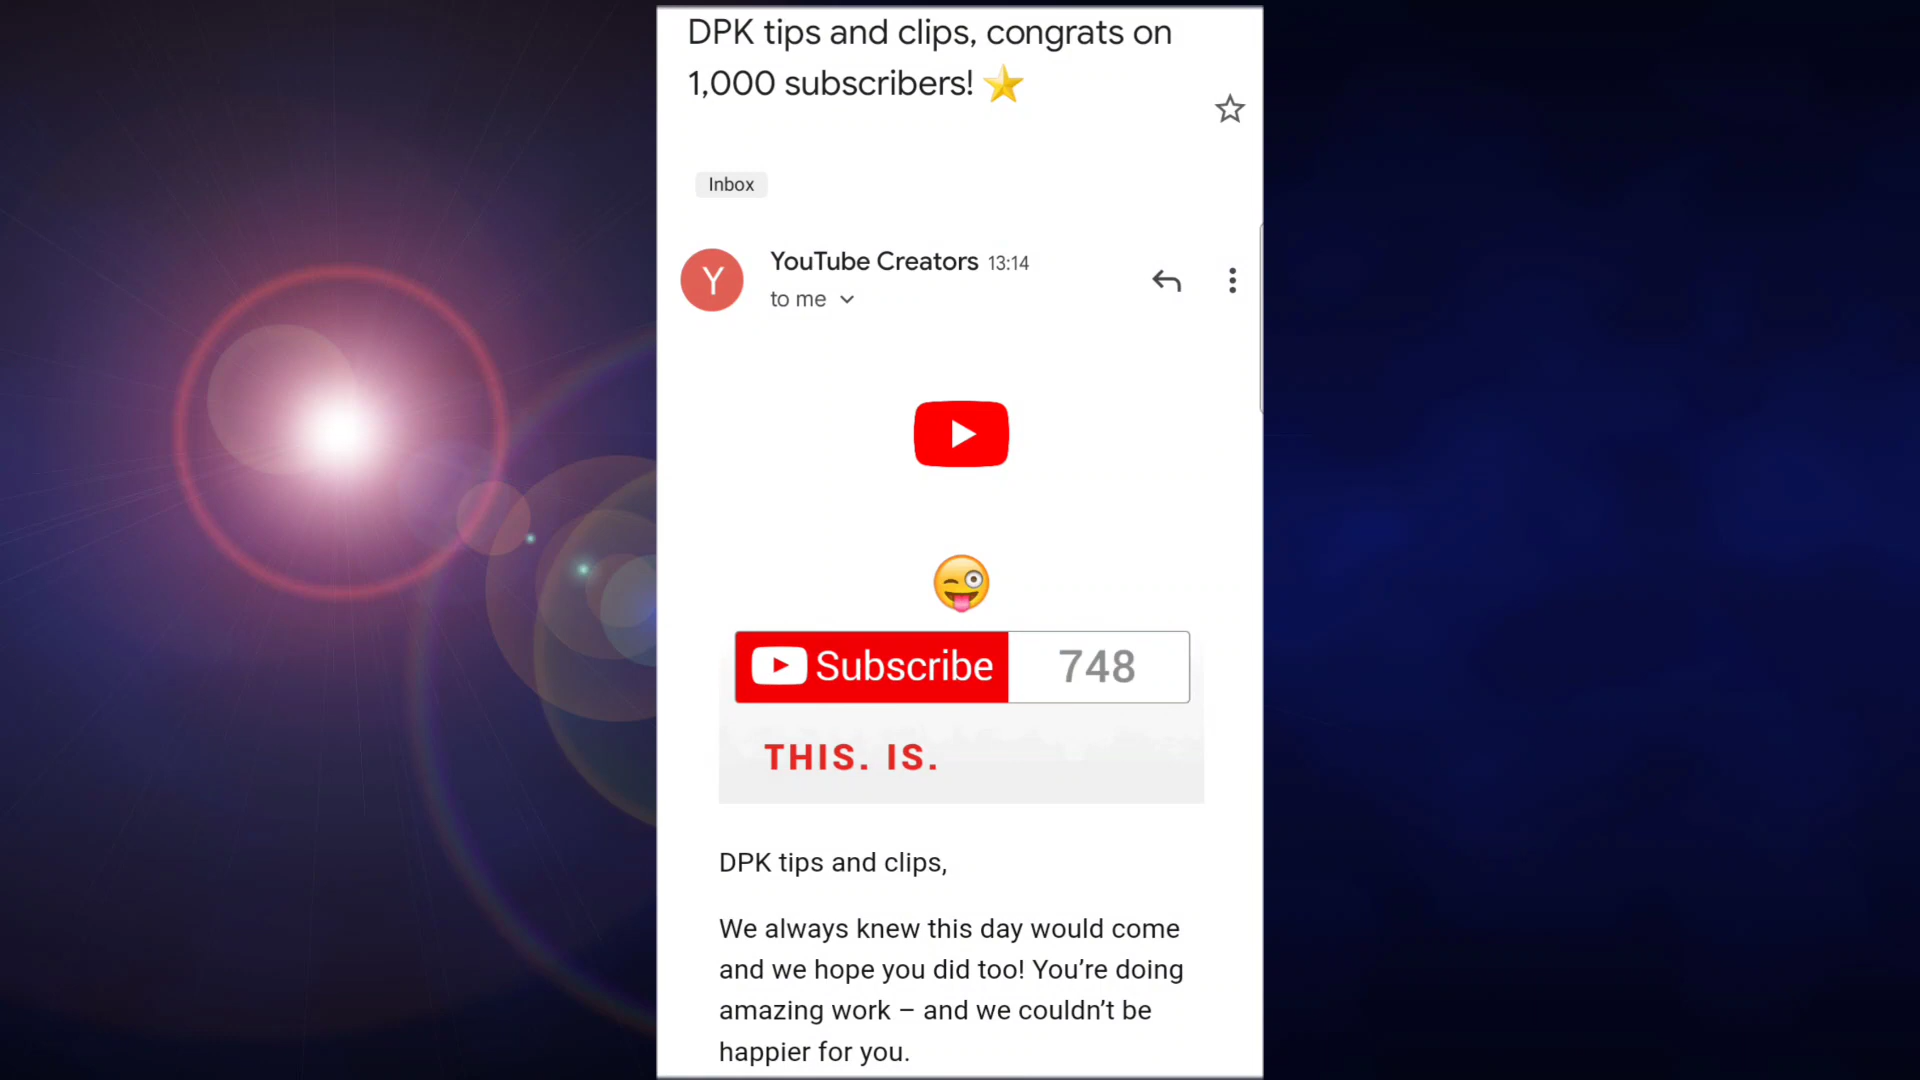 DPK tips and clips, congrats on
1,000 subscribers! ⭐
Inbox
Y
YouTube Creators 13:14
to me
😜
Subscribe 748
THIS. IS.
DPK tips and clips,
We always knew this day would come
and we hope you did too! You’re doing
amazing work – and we couldn’t be
happier for you.